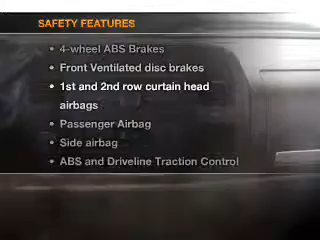 SAFETY FEATURES
• 4-wheel ABS Brakes
• Front Ventilated disc brakes
• 1st and 2nd row curtain head
airbags
• Passenger Airbag
• Side airbag
• ABS and Driveline Traction Control